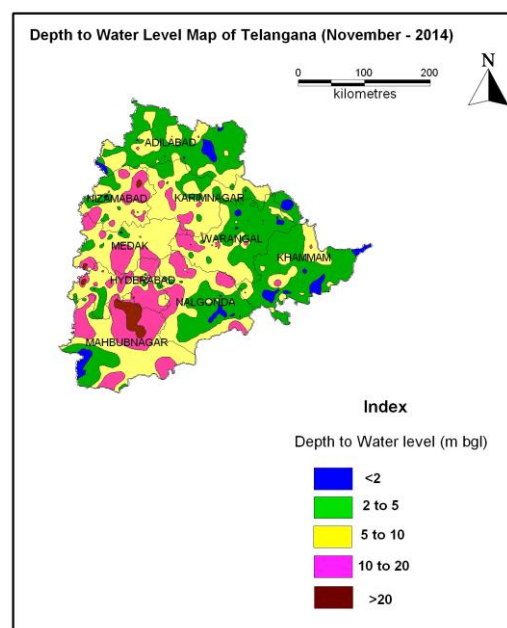 Depth to Water Level Map of Telangana (November - 2014)
N
0 100 200
kilometres
ADILABAD
NIZAMABAD
KARIMNAGAR
WARANGAL
MEDAK
KHAMMAM
HYDERABAD
NALGONDA
MAHBUBNAGAR
Index
Depth to Water level (m bgl)
<2
2 to 5
5 to 10
10 to 20
>20